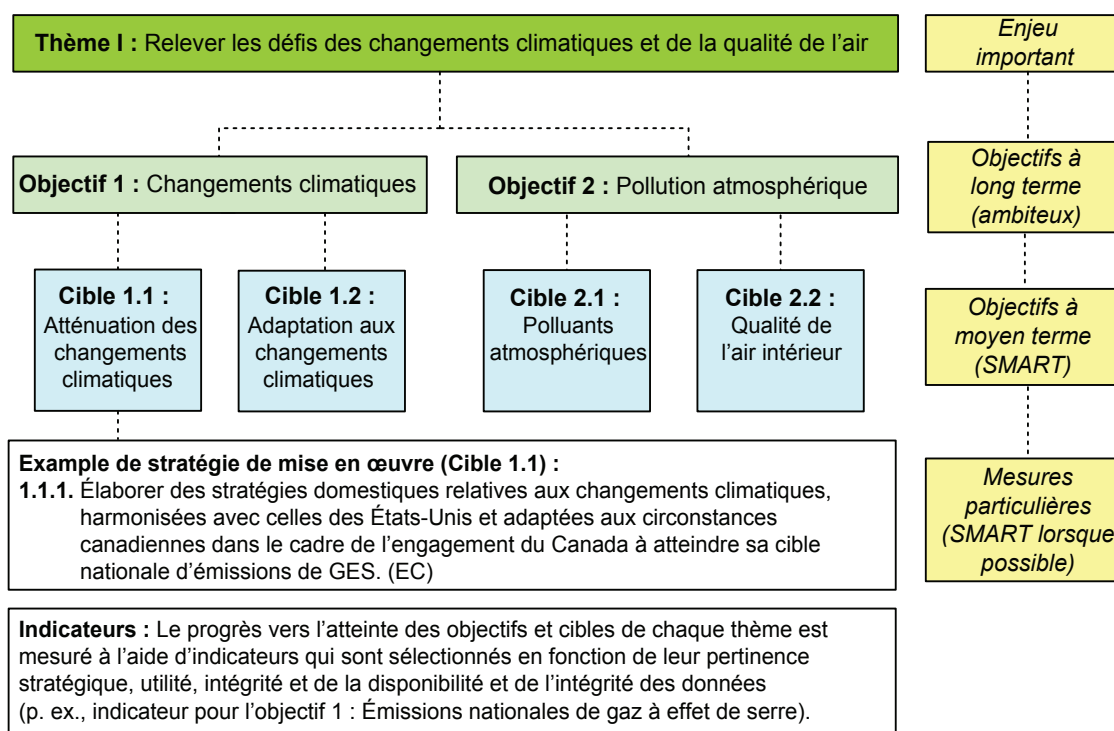 Thème I : Relever les défis des changements climatiques et de la qualité de l'air
Enjeu
important
Objectif 1 : Changements climatiques
Objectif 2 : Pollution atmosphérique
Objectifs à
long terme
(ambiteux)
Cible 1.1 :
Atténuation des
changements
climatiques
Cible 1.2 :
Adaptation aux
changements
climatiques
Cible 2.1 :
Polluants
atmosphériques
Cible 2.2 :
Qualité de
l'air intérieur
Objectifs à
moyen terme
(SMART)
Example de stratégie de mise en œuvre (Cible 1.1) :
1.1.1. Élaborer des stratégies domestiques relatives aux changements climatiques,
harmonisées avec celles des États-Unis et adaptées aux circonstances
canadiennes dans le cadre de l'engagement du Canada à atteindre sa cible
nationale d'émissions de GES. (EC)
Mesures
particulières
(SMART lorsque
possible)
Indicateurs : Le progrès vers l'atteinte des objectifs et cibles de chaque thème est
mesuré à l'aide d'indicateurs qui sont sélectionnés en fonction de leur pertinence
stratégique, utilité, intégrité et de la disponibilité et de l'intégrité des données
(p. ex., indicateur pour l'objectif 1 : Émissions nationales de gaz à effet de serre).